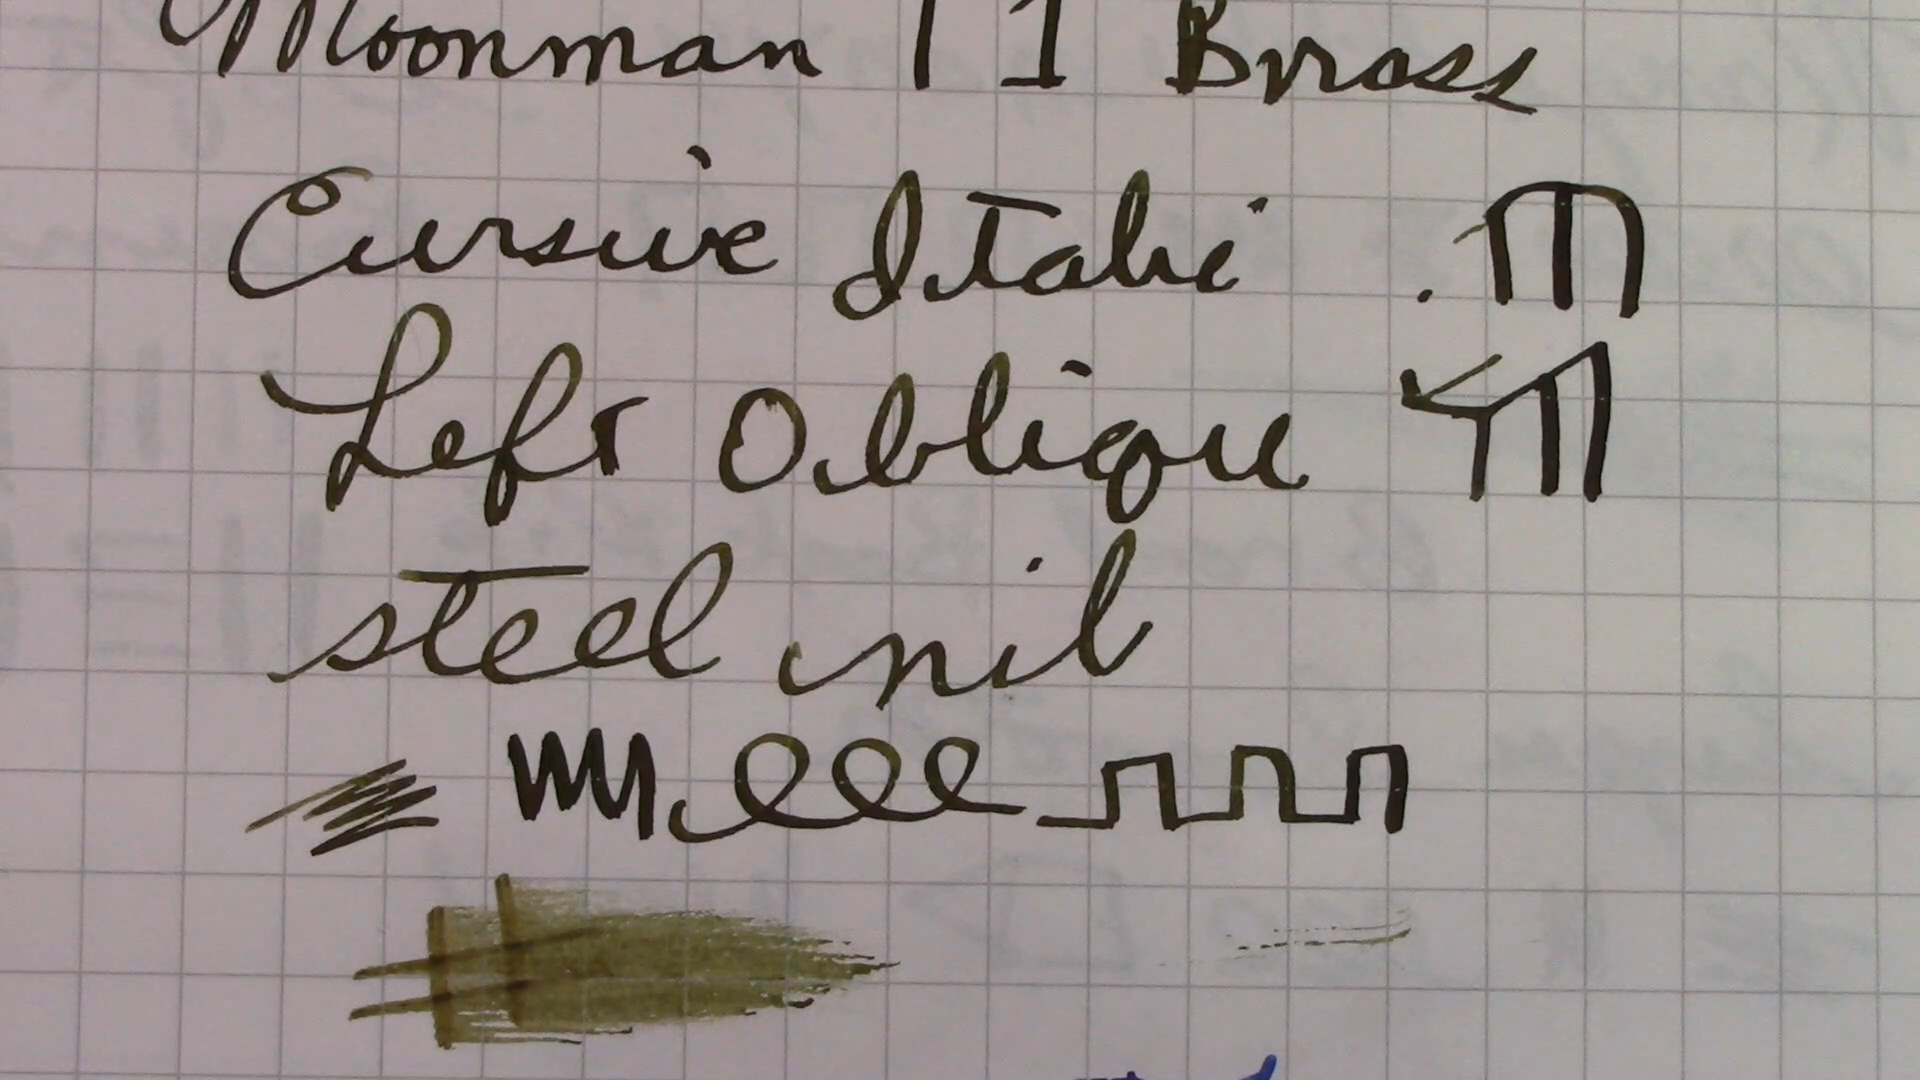 Moonman T1 Brass
Cursive Italic
Left Oblique
steel nib